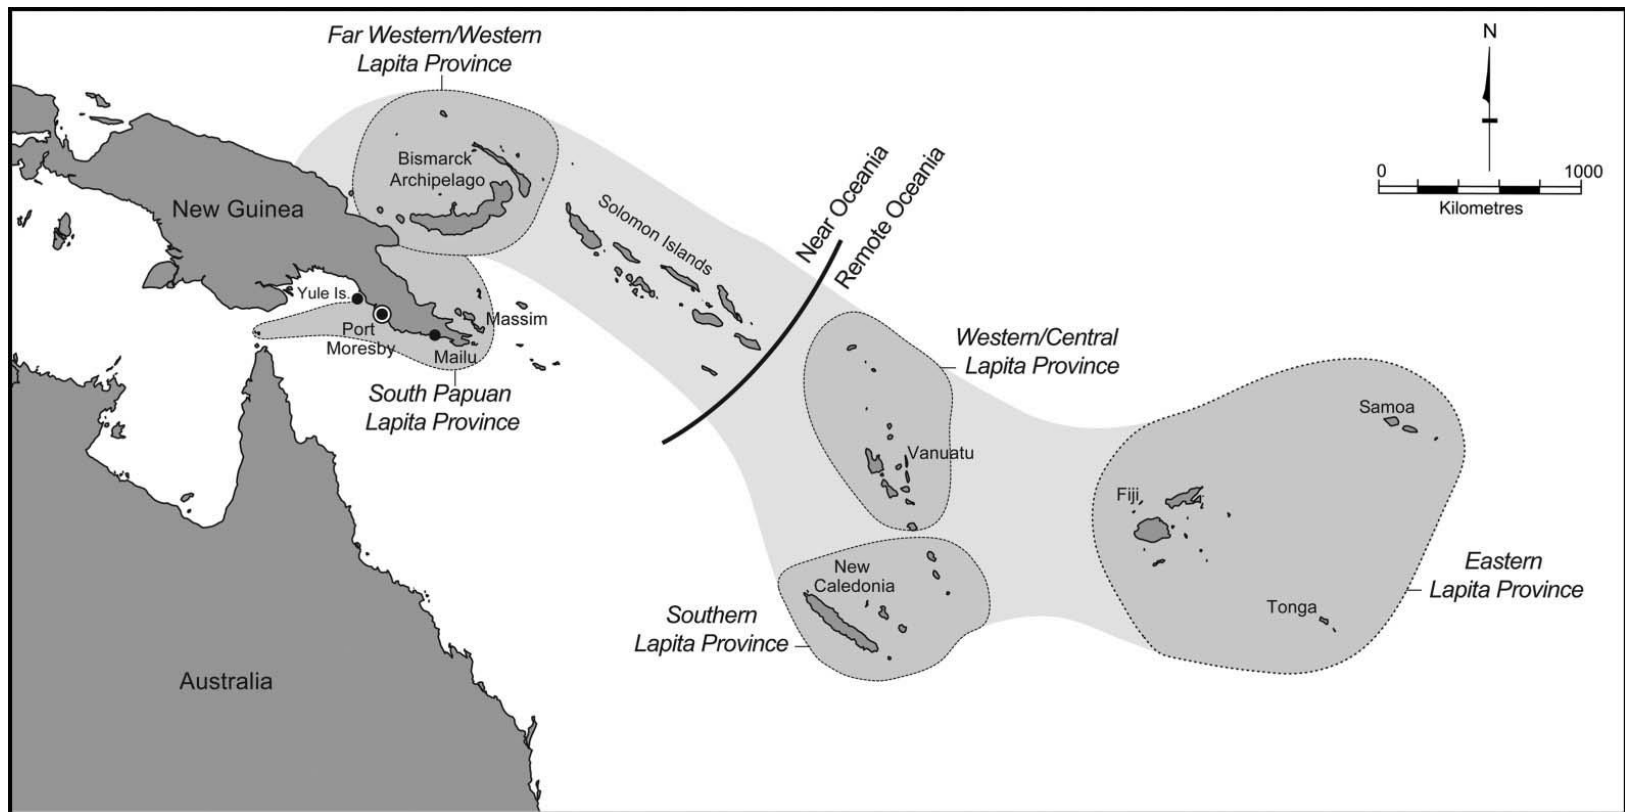 Far Western/Western
Lapita Province
N
0
1000
Kilometres
Bismarck
Archipelago
New Guinea
Solomon Islands
Near Oceania
Remote Oceania
Yule Is.
Port
Moresby
Massim
Mailu
South Papuan
Lapita Province
Western/Central
Lapita Province
Samoa
Vanuatu
Fiji
New
Caledonia
Eastern
Lapita Province
Tonga
Southern
Lapita Province
Australia